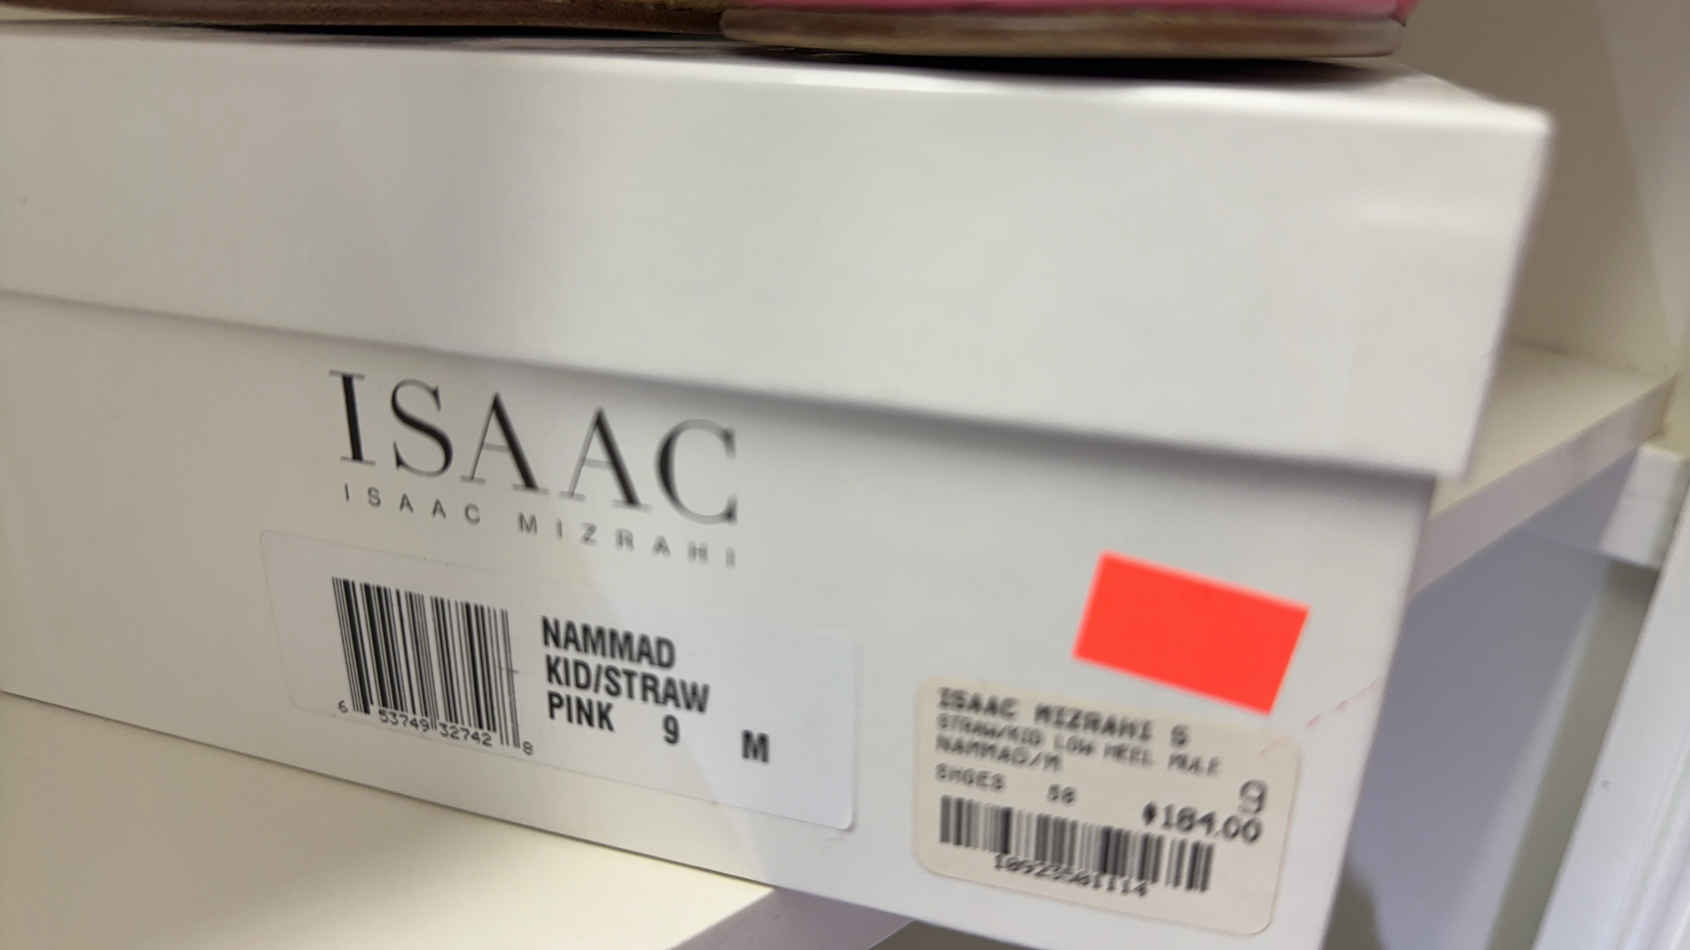 ISAAC
ISAAC MIZRAHI
NAMMAD
KID/STRAW
PINK 9 M
6 53749 32742 8
ISAAC MIZRAHI S
STRAW/KID LOW HEEL MULE
NAMMAD/M
9
SHOES 58
$184.00